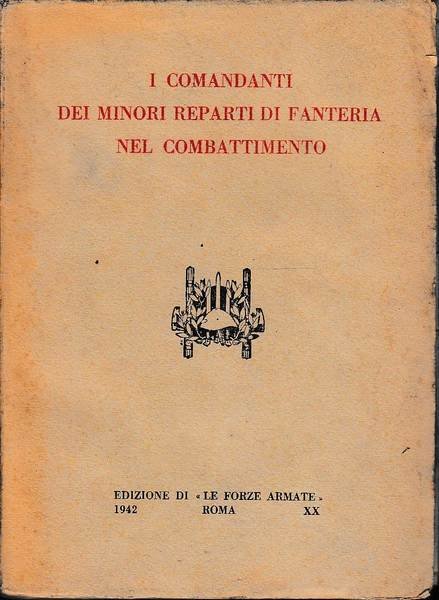 I COMANDANTI
DEI MINORI REPARTI DI FANTERIA
NEL COMBATTIMENTO
EDIZIONE DI « LE FORZE ARMATE »
1942 ROMA XX